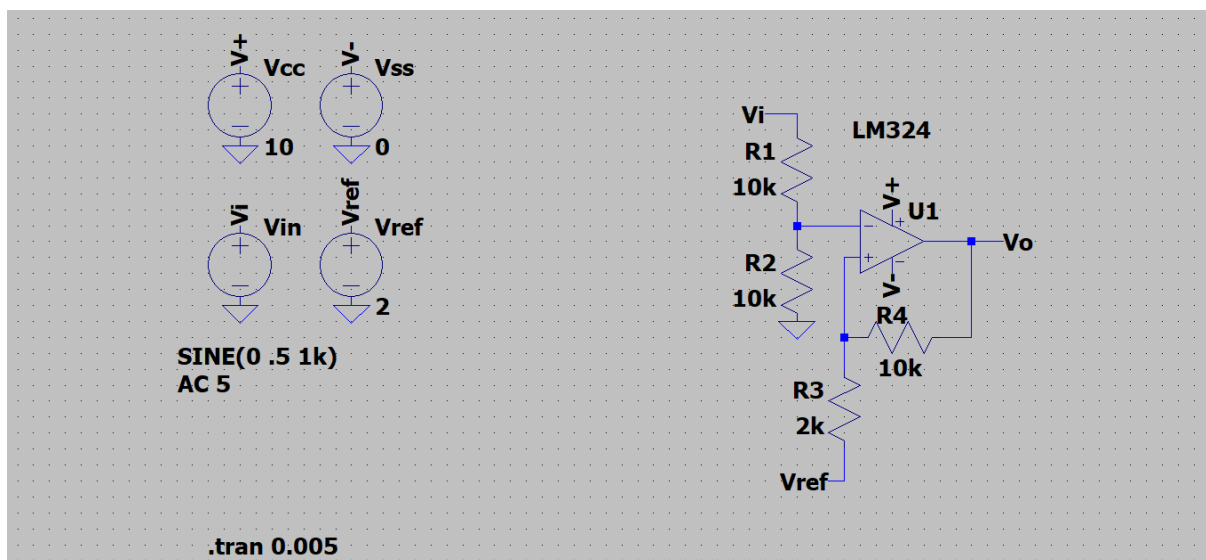 V+
Vcc
10
V-
Vss
0
Vi
Vin
SINE(0 .5 1k)
AC 5
Vref
Vref
2
.tran 0.005
Vi
R1
10k
R2
10k
LM324
V+
U1
V-
Vo
R4
10k
R3
2k
Vref